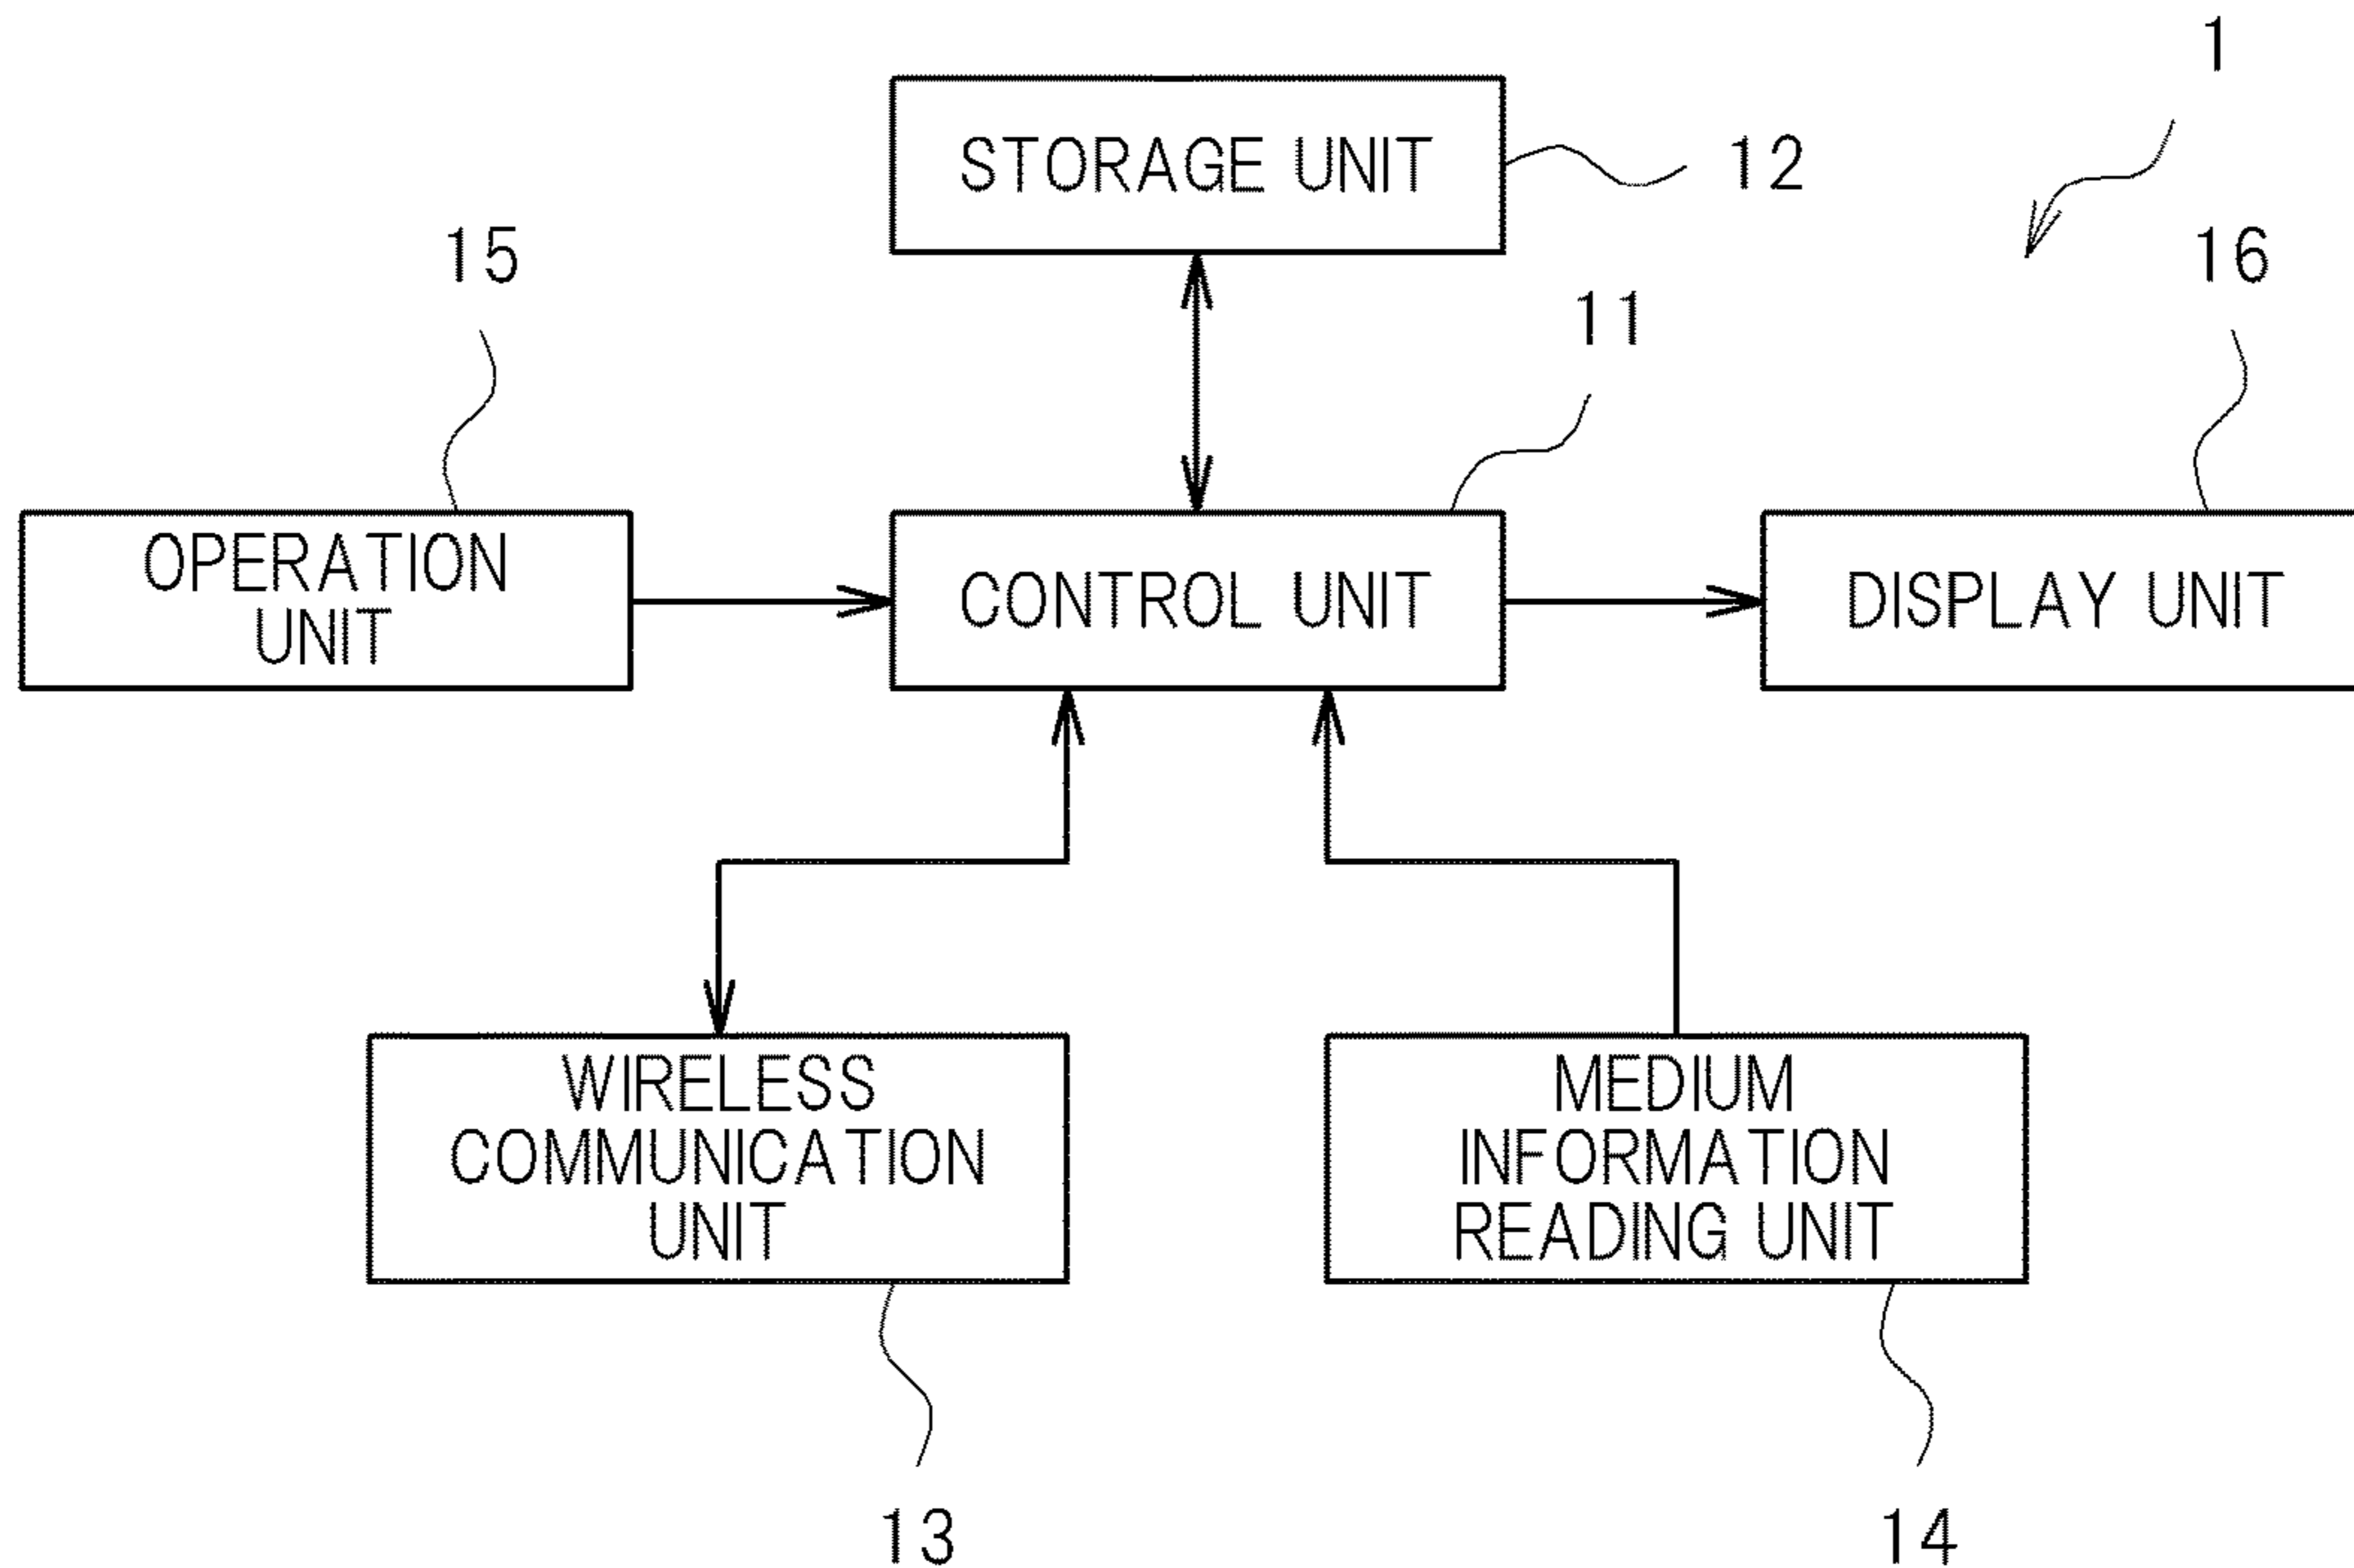 1
STORAGE UNIT
12
15
16
11
OPERATION
UNIT
CONTROL UNIT
DISPLAY UNIT
WIRELESS
COMMUNICATION
UNIT
MEDIUM
INFORMATION
READING UNIT
13
14